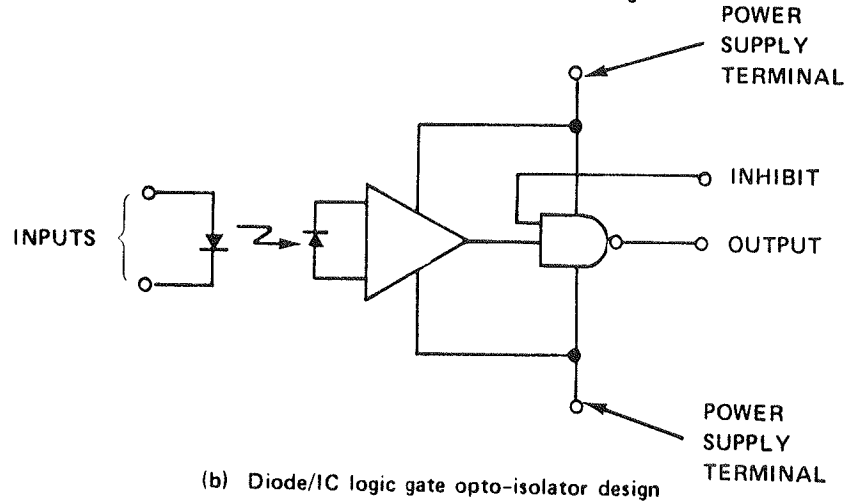 POWER
SUPPLY
TERMINAL
INHIBIT
INPUTS
OUTPUT
POWER
SUPPLY
TERMINAL
(b) Diode/IC logic gate opto-isolator design